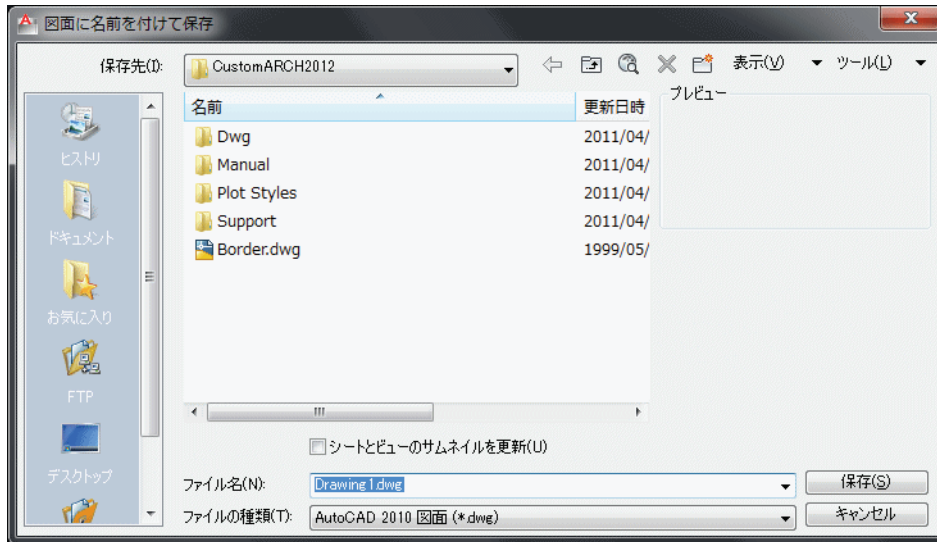 図面に名前を付けて保存
保存先(I):
CustomARCH2012
表示(V)
ツール(L)
名前
更新日時
プレビュー
Dwg
2011/04/
Manual
2011/04/
Plot Styles
2011/04/
Support
2011/04/
Border.dwg
1999/05/
ヒストリ
ドキュメント
お気に入り
FTP
デスクトップ
シートとビューのサムネイルを更新(U)
ファイル名(N):
Drawing1.dwg
保存(S)
ファイルの種類(T):
AutoCAD 2010 図面 (*.dwg)
キャンセル